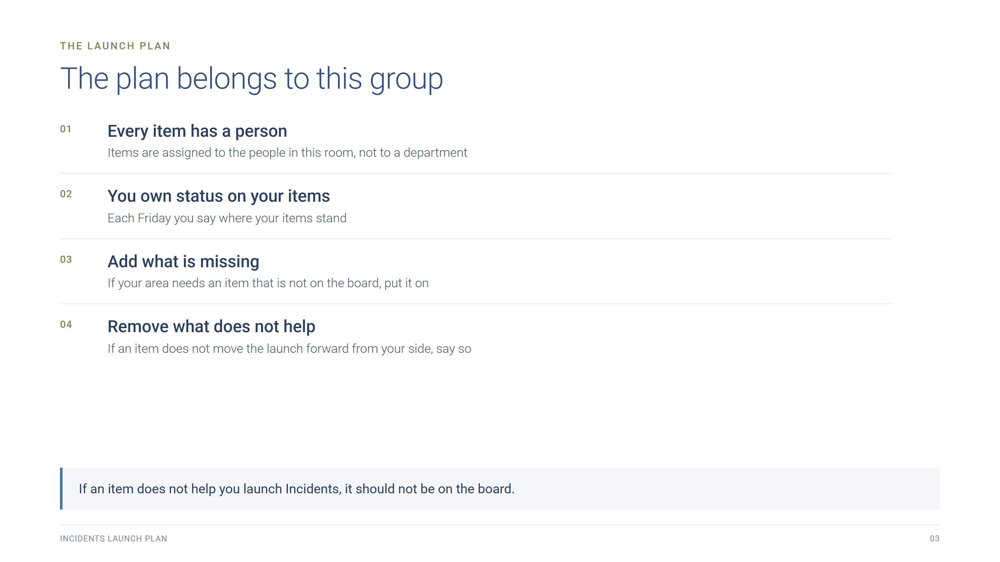 THE LAUNCH PLAN
The plan belongs to this group
01
Every item has a person
Items are assigned to the people in this room, not to a department
02
You own status on your items
Each Friday you say where your items stand
03
Add what is missing
If your area needs an item that is not on the board, put it on
04
Remove what does not help
If an item does not move the launch forward from your side, say so
If an item does not help you launch Incidents, it should not be on the board.
INCIDENTS LAUNCH PLAN
03